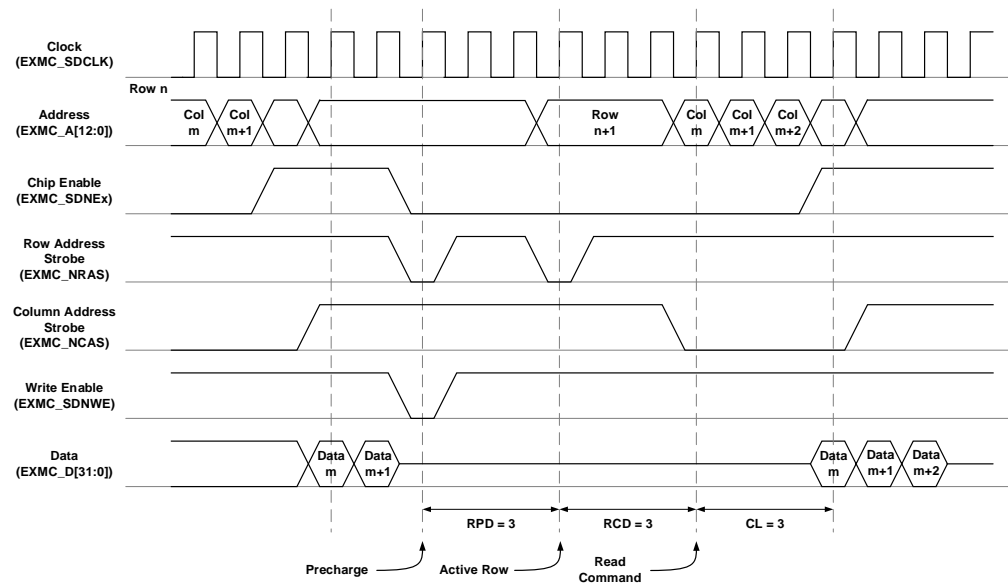 Clock
(EXMC_SDCLK)
Row n
Address
(EXMC_A[12:0])
Col
m
Col
m+1
Row
n+1
Col
m
Col
m+1
Col
m+2
Chip Enable
(EXMC_SDNEx)
Row Address
Strobe
(EXMC_NRAS)
Column Address
Strobe
(EXMC_NCAS)
Write Enable
(EXMC_SDNWE)
Data
(EXMC_D[31:0])
Data
m
Data
m+1
Data
m
Data
m+1
Data
m+2
RPD = 3
RCD = 3
CL = 3
Precharge
Active Row
Read
Command